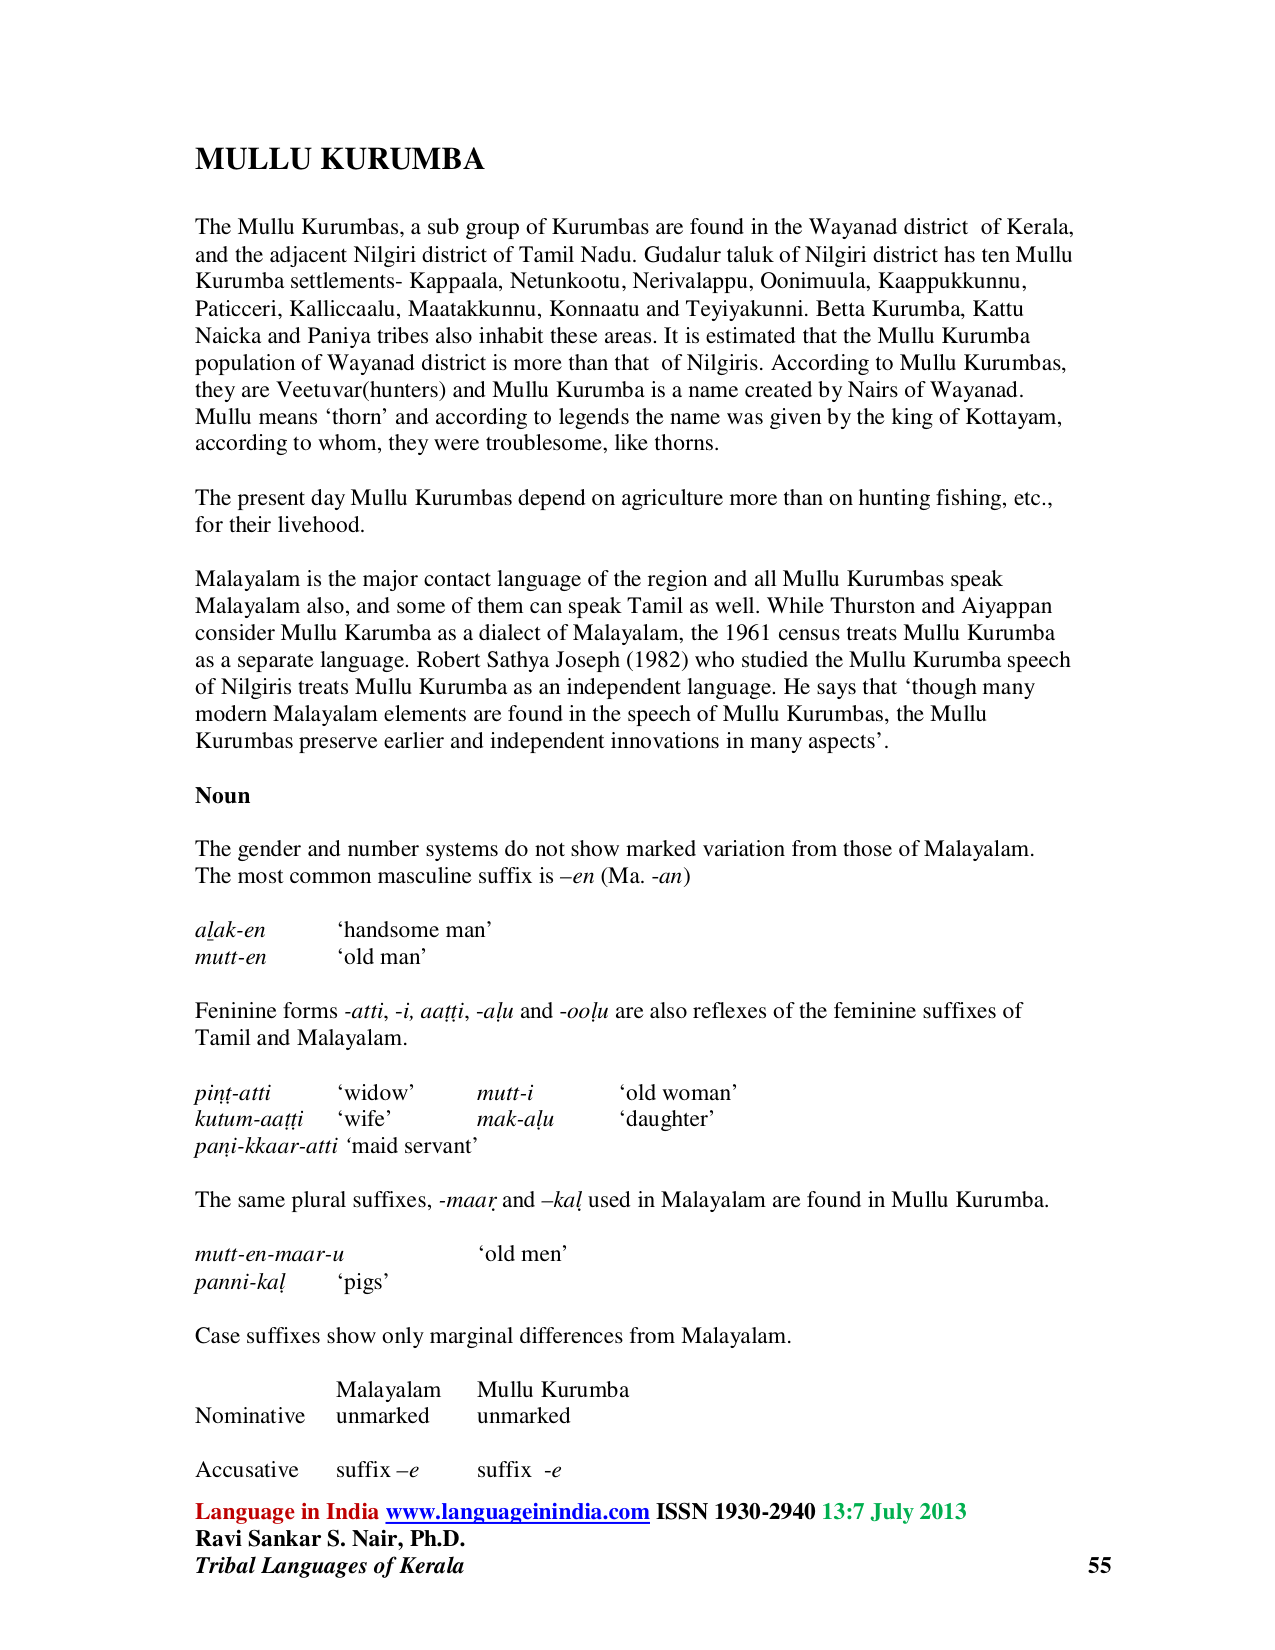 MULLU KURUMBA
The Mullu Kurumbas, a sub group of Kurumbas are found in the Wayanad district  of Kerala,
and the adjacent Nilgiri district of Tamil Nadu. Gudalur taluk of Nilgiri district has ten Mullu
Kurumba settlements- Kappaala, Netunkootu, Nerivalappu, Oonimuula, Kaappukkunnu,
Paticceri, Kalliccaalu, Maatakkunnu, Konnaatu and Teyiyakunni. Betta Kurumba, Kattu
Naicka and Paniya tribes also inhabit these areas. It is estimated that the Mullu Kurumba
population of Wayanad district is more than that  of Nilgiris. According to Mullu Kurumbas,
they are Veetuvar(hunters) and Mullu Kurumba is a name created by Nairs of Wayanad.
Mullu means ‘thorn’ and according to legends the name was given by the king of Kottayam,
according to whom, they were troublesome, like thorns.
The present day Mullu Kurumbas depend on agriculture more than on hunting fishing, etc.,
for their livehood.
Malayalam is the major contact language of the region and all Mullu Kurumbas speak
Malayalam also, and some of them can speak Tamil as well. While Thurston and Aiyappan
consider Mullu Karumba as a dialect of Malayalam, the 1961 census treats Mullu Kurumba
as a separate language. Robert Sathya Joseph (1982) who studied the Mullu Kurumba speech
of Nilgiris treats Mullu Kurumba as an independent language. He says that ‘though many
modern Malayalam elements are found in the speech of Mullu Kurumbas, the Mullu
Kurumbas preserve earlier and independent innovations in many aspects’.
Noun
The gender and number systems do not show marked variation from those of Malayalam.
The most common masculine suffix is –en (Ma. -an)
aḻak-en ‘handsome man’
mutt-en ‘old man’
Feninine forms -atti, -i, aaṭṭi, -aḷu and -ooḷu are also reflexes of the feminine suffixes of
Tamil and Malayalam.
piṇṭ-atti ‘widow’ mutt-i ‘old woman’
kutum-aaṭṭi ‘wife’ mak-aḷu ‘daughter’
paṇi-kkaar-atti ‘maid servant’
The same plural suffixes, -maaṛ and –kaḷ used in Malayalam are found in Mullu Kurumba.
mutt-en-maar-u ‘old men’
panni-kaḷ ‘pigs’
Case suffixes show only marginal differences from Malayalam.
Malayalam Mullu Kurumba
Nominative unmarked unmarked
Accusative suffix –e suffix  -e
Language in India www.languageinindia.com ISSN 1930-2940 13:7 July 2013
Ravi Sankar S. Nair, Ph.D.
Tribal Languages of Kerala 55